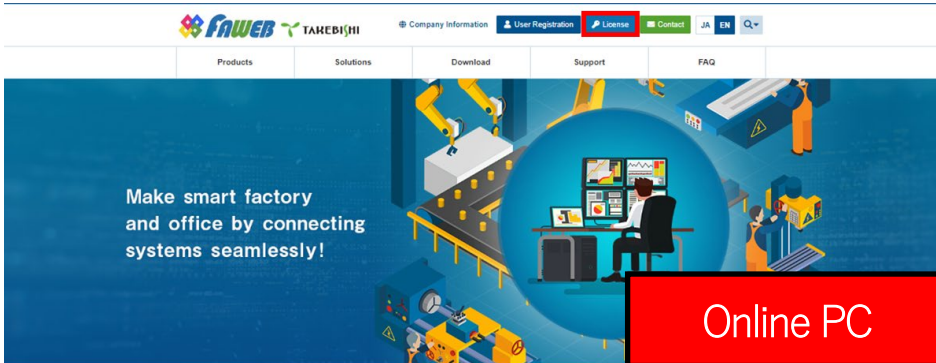 FAWEB TAKEBISHI Company Information User Registration License Contact JA EN
Products Solutions Download Support FAQ
Make smart factory
and office by connecting
systems seamlessly!
Online PC